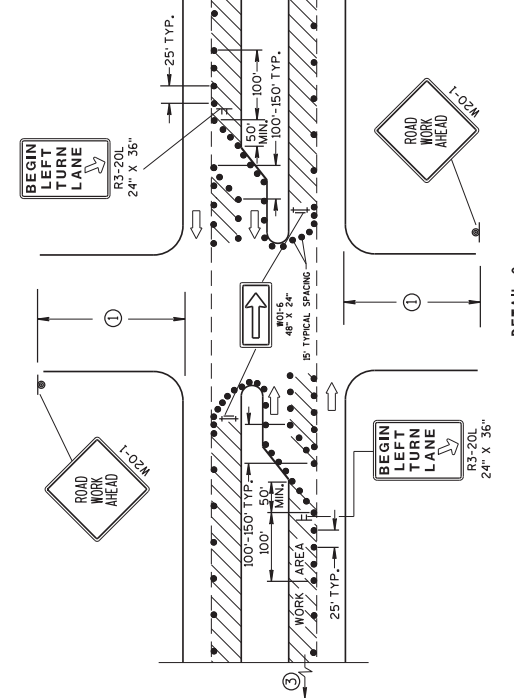 25' TYP.
100'
50'
MIN.
100'-150' TYP.
BEGIN
LEFT
TURN
LANE
R3-20L
24" X 36"
ROAD
WORK
AHEAD
W20-1
1
W01-6
48" X 24"
15' TYPICAL SPACING
1
ROAD
WORK
AHEAD
W20-1
100'-150' TYP.
50'
MIN.
100'
WORK AREA
25' TYP.
BEGIN
LEFT
TURN
LANE
R3-20L
24" X 36"
3